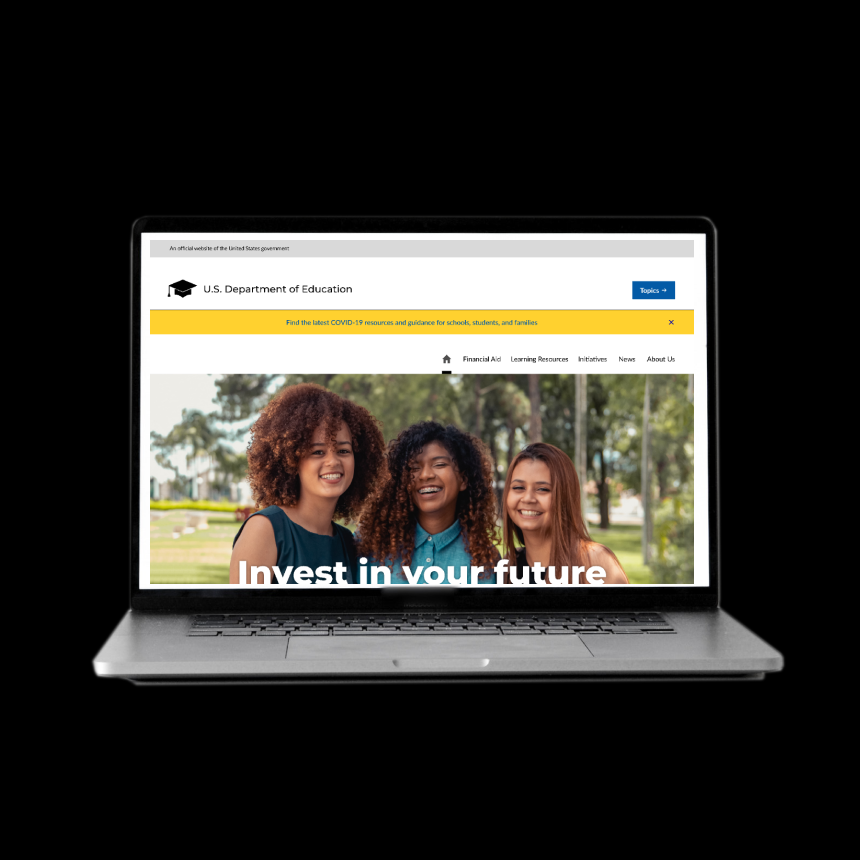 An official website of the United States government
U.S. Department of Education
Topics →
Find the latest COVID-19 resources and guidance for schools, students, and families
×
Financial Aid Learning Resources Initiatives News About Us
Invest in your future